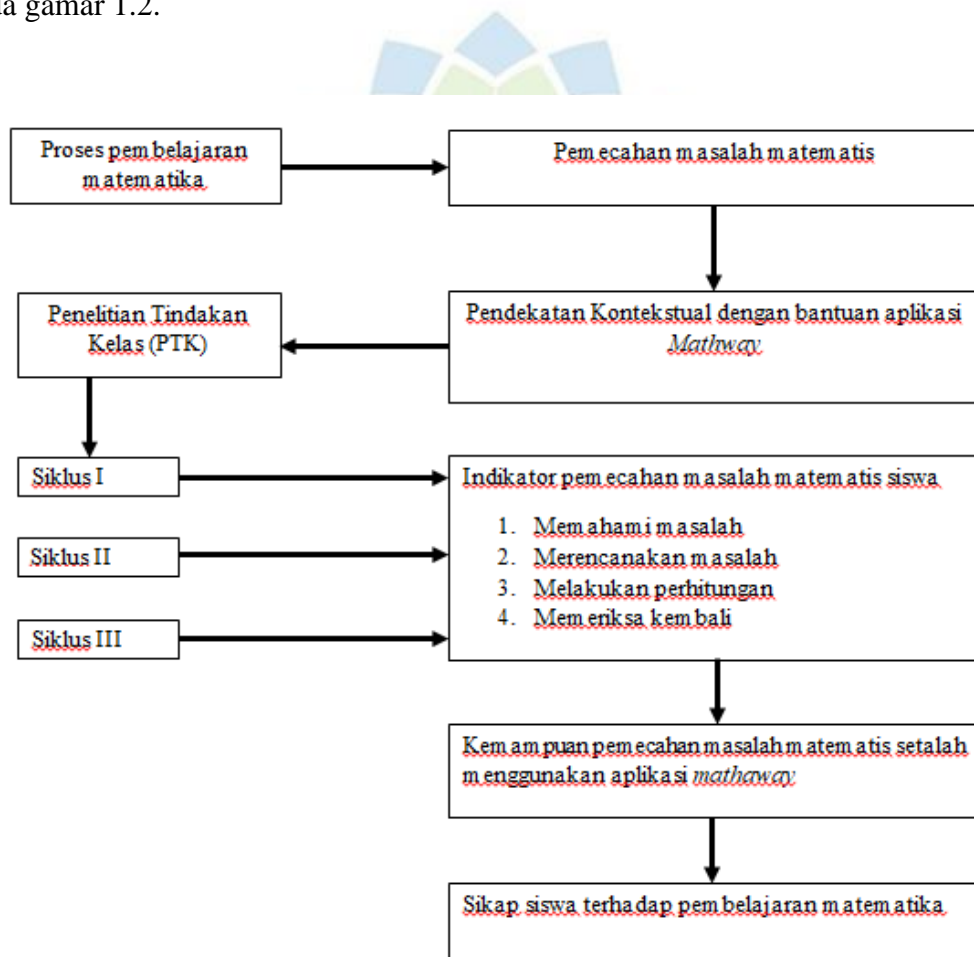 da gamar 1.2.
Proses pembelajaran
matematika
Pemecahan masalah matematis
Penelitian Tindakan
Kelas (PTK)
Pendekatan Kontekstual dengan bantuan aplikasi
Mathway
Siklus I
Siklus II
Siklus III
Indikator pemecahan masalah matematis siswa
1. Memahami masalah
2. Merencanakan masalah
3. Melakukan perhitungan
4. Memeriksa kembali
Kemampuan pemecahan masalah matematis setalah
menggunakan aplikasi mathaway
Sikap siswa terhadap pembelajaran matematika